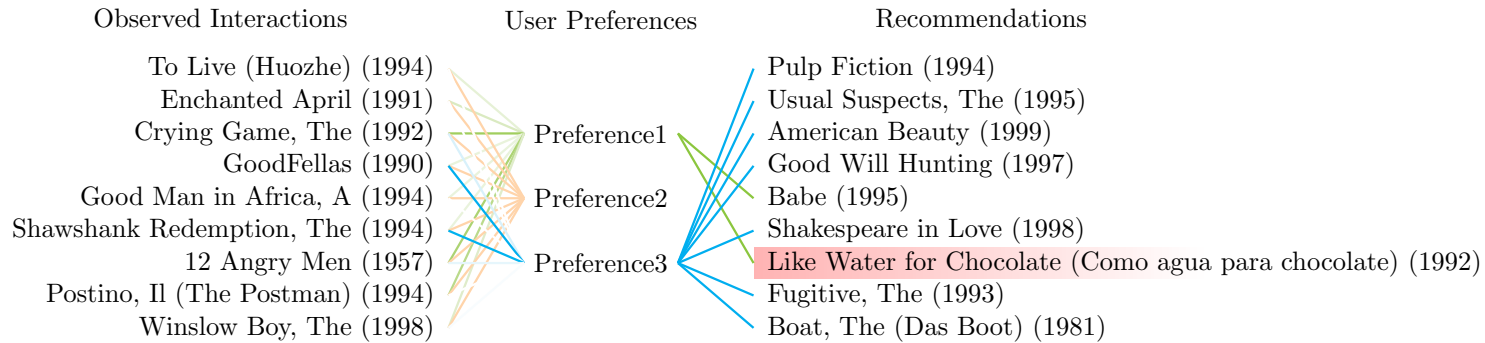 Observed Interactions
To Live (Huozhe) (1994)
Enchanted April (1991)
Crying Game, The (1992)
GoodFellas (1990)
Good Man in Africa, A (1994)
Shawshank Redemption, The (1994)
12 Angry Men (1957)
Postino, Il (The Postman) (1994)
Winslow Boy, The (1998)
User Preferences
Preference1
Preference2
Preference3
Recommendations
Pulp Fiction (1994)
Usual Suspects, The (1995)
American Beauty (1999)
Good Will Hunting (1997)
Babe (1995)
Shakespeare in Love (1998)
Like Water for Chocolate (Como agua para chocolate) (1992)
Fugitive, The (1993)
Boat, The (Das Boot) (1981)